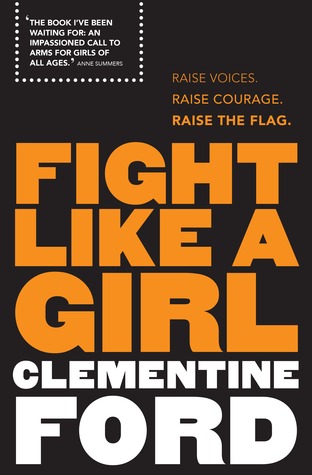 ‘THE BOOK I’VE BEEN
WAITING FOR: AN
IMPASSIONED CALL TO
ARMS FOR GIRLS OF
ALL AGES.’ ANNE SUMMERS
RAISE VOICES.
RAISE COURAGE.
RAISE THE FLAG.
FIGHT
LIKE A
GIRL
CLEMENTINE
FORD